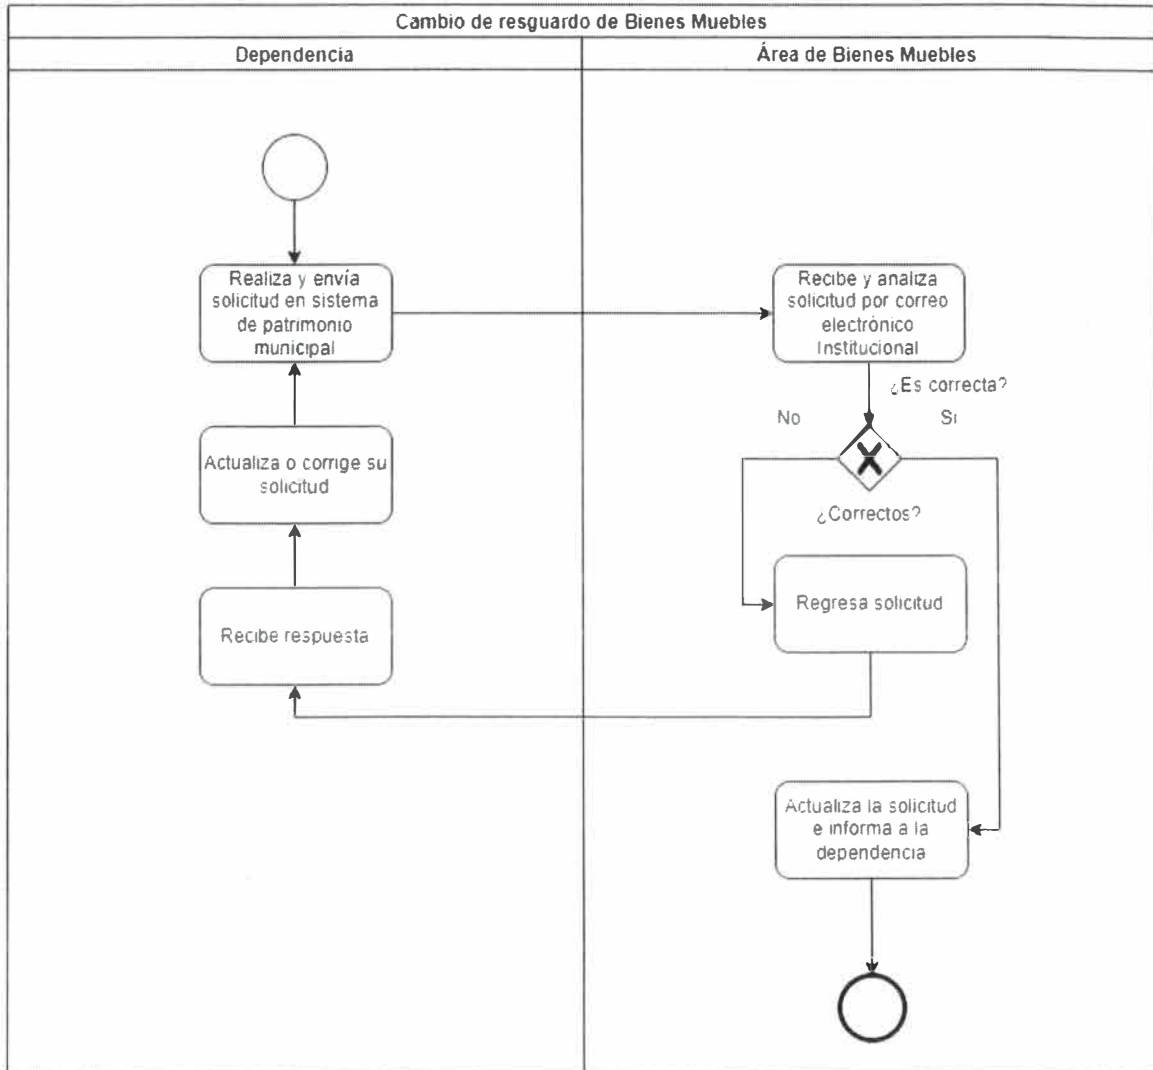 Cambio de resguardo de Bienes Muebles
Dependencia
Área de Bienes Muebles
Realiza y envía
solicitud en sistema
de patrimonio
municipal
Recibe y analiza
solicitud por correo
electrónico
Institucional
¿Es correcta?
No
Si
Actualiza o corrige su
solicitud
¿Correctos?
Regresa solicitud
Recibe respuesta
Actualiza la solicitud
e informa a la
dependencia